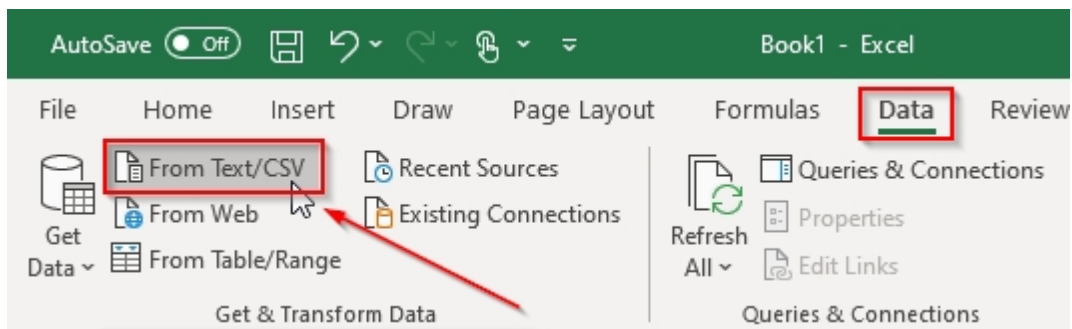 AutoSave Off Book1 - Excel
File Home Insert Draw Page Layout Formulas Data Review
Get Data
From Text/CSV
From Web
From Table/Range
Recent Sources
Existing Connections
Get & Transform Data
Refresh All
Queries & Connections
Properties
Edit Links
Queries & Connections